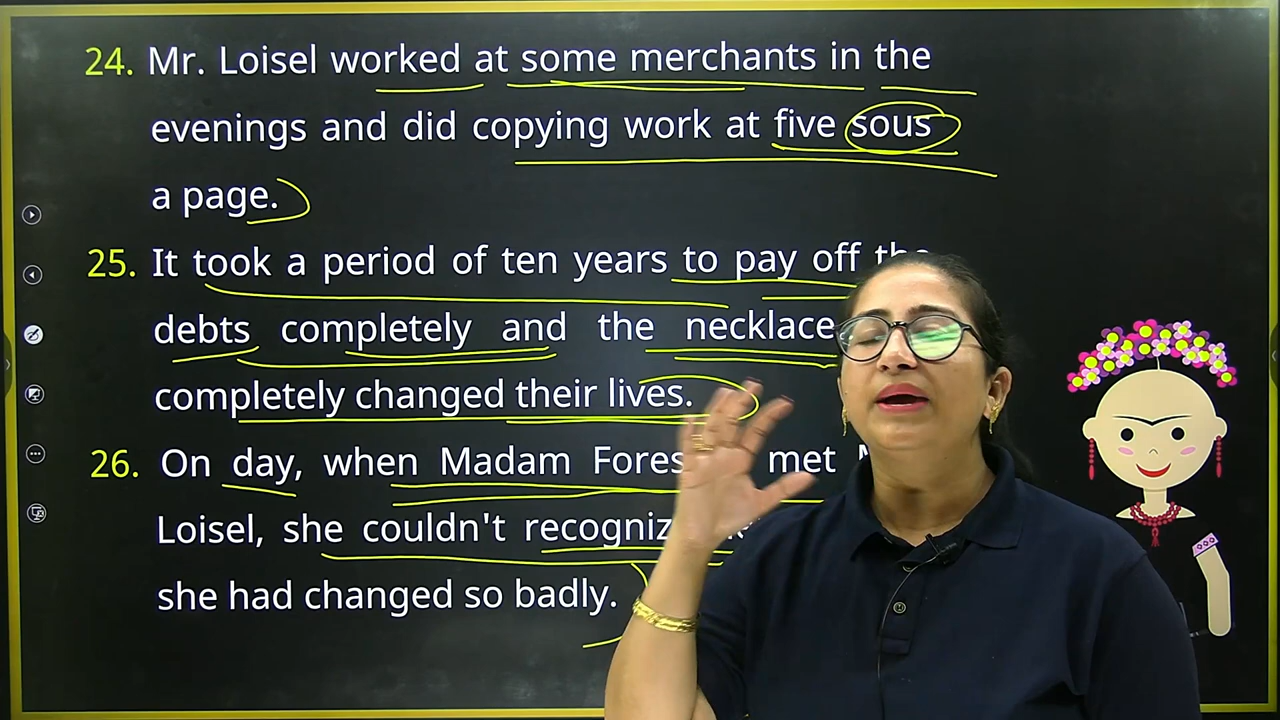 24. Mr. Loisel worked at some merchants in the
evenings and did copying work at five sous
a page.
25. It took a period of ten years to pay off
debts completely and the necklace
completely changed their lives.
26. On day, when Madam met
Loisel, she couldn't
she had changed so badly.